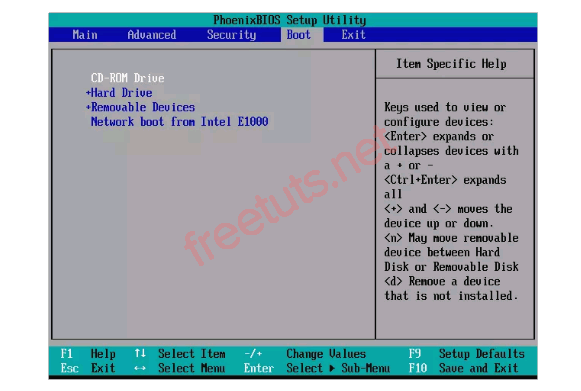 PhoenixBIOS Setup Utility
Main Advanced Security Boot Exit
CD-ROM Drive
+Hard Drive
+Removable Devices
Network boot from Intel E1000
Item Specific Help
Keys used to view or
configure devices:
<Enter> expands or
collapses devices with
a + or -
<Ctrl+Enter> expands
all
<+> and <-> moves the
device up or down.
<n> May move removable
device between Hard
Disk or Removable Disk
<d> Remove a device
that is not installed.
freetuts.net
F1 Help ↑↓ Select Item -/+ Change Values F9 Setup Defaults
Esc Exit ↔ Select Menu Enter Select ▶ Sub-Menu F10 Save and Exit